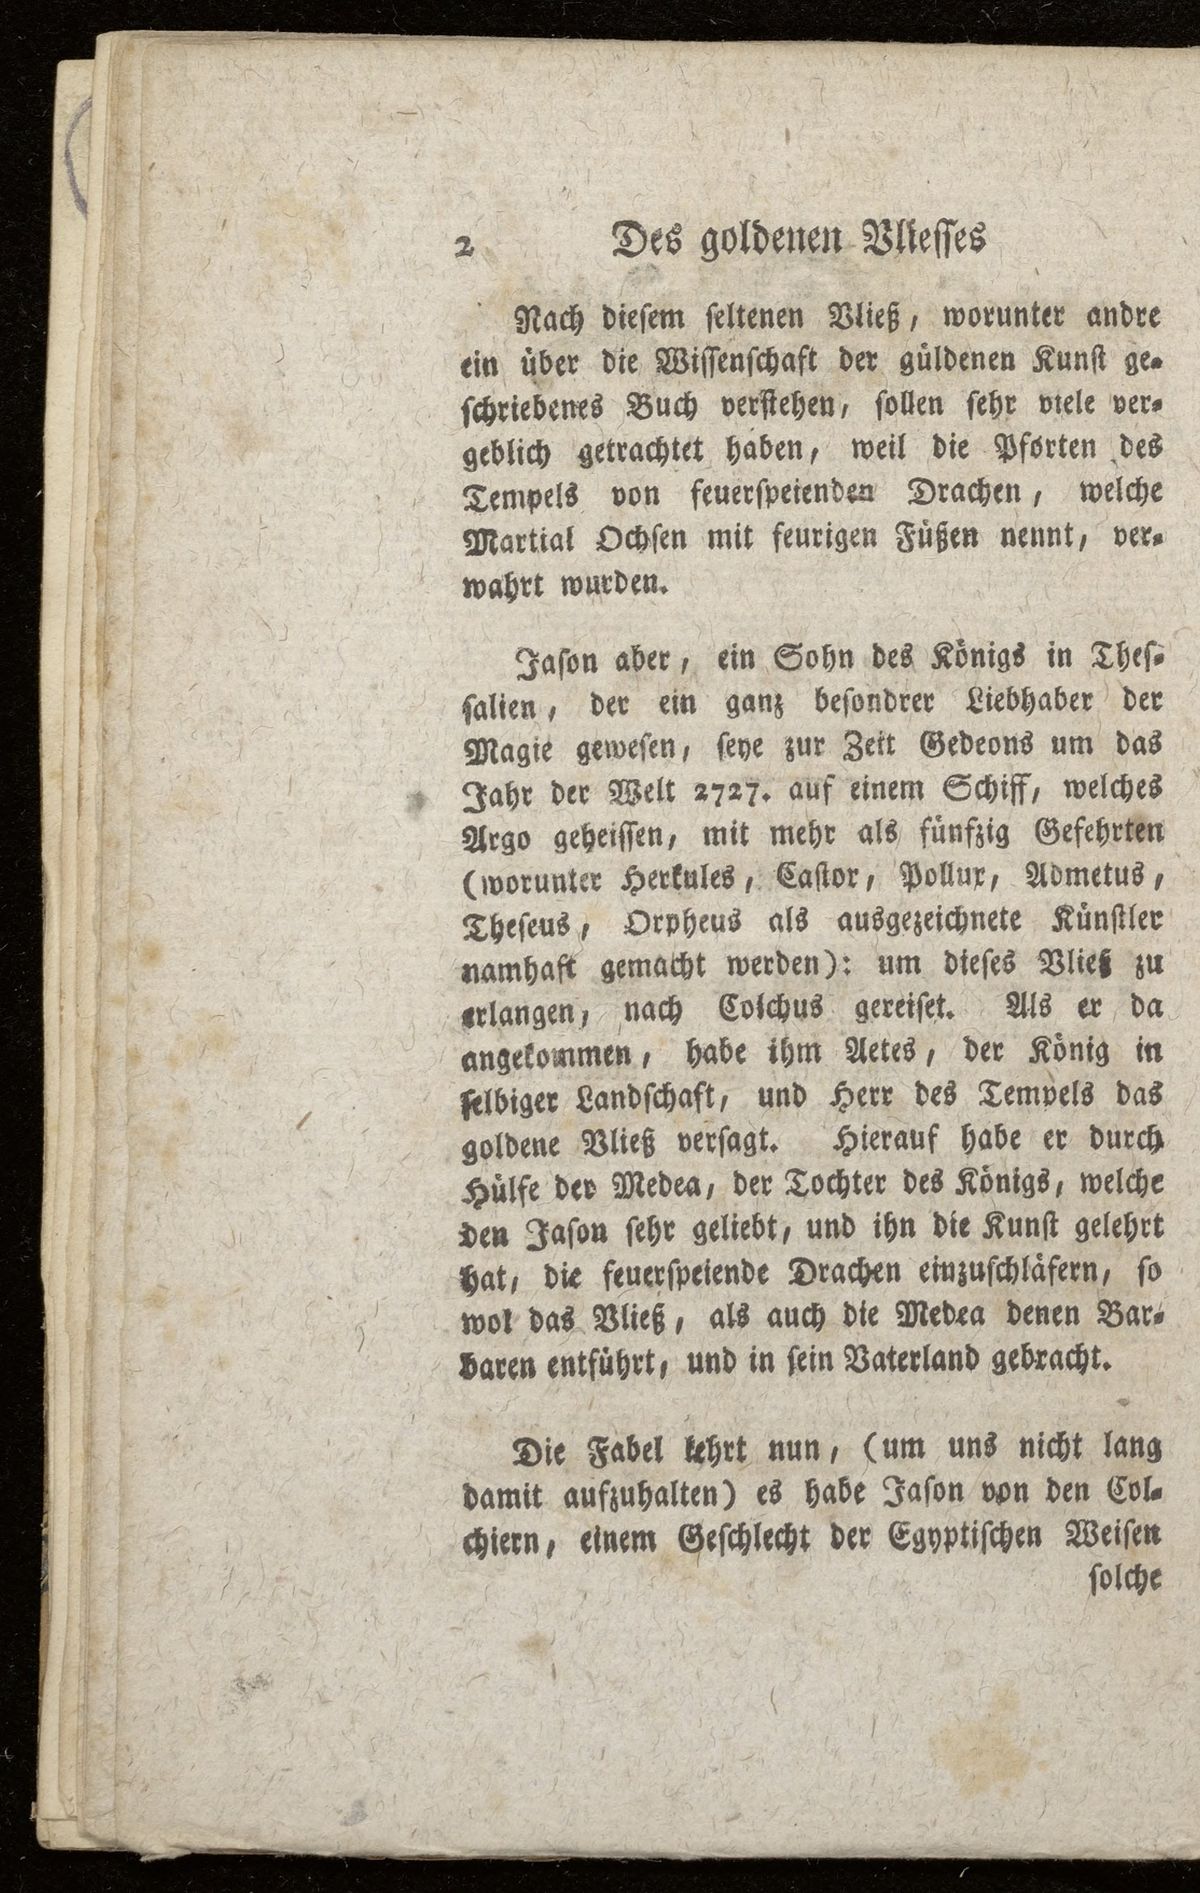 2 Des goldenen Vliesses
Nach diesem seltenen Vließ, worunter andre
ein über die Wissenschaft der güldenen Kunst ge-
schriebenes Buch verstehen, sollen sehr viele ver-
geblich getrachtet haben, weil die Pforten des
Tempels von feuerspeienden Drachen, welche
Martial Ochsen mit feurigen Füßen nennt, ver-
wahrt wurden.
Jason aber, ein Sohn des Königs in Thes-
salien, der ein ganz besondrer Liebhaber der
Magie gewesen, seye zur Zeit Gedeons um das
Jahr der Welt 2727. auf einem Schiff, welches
Argo geheissen, mit mehr als fünfzig Gefehrten
(worunter Herkules, Castor, Pollux, Admetus,
Theseus, Orpheus als ausgezeichnete Künstler
namhaft gemacht werden): um dieses Vließ zu
erlangen, nach Colchus gereiset. Als er da
angekommen, habe ihm Aetes, der König in
selbiger Landschaft, und Herr des Tempels das
goldene Vließ versagt. Hierauf habe er durch
Hülfe der Medea, der Tochter des Königs, welche
den Jason sehr geliebt, und ihn die Kunst gelehrt
hat, die feuerspeiende Drachen einzuschläfern, so
wol das Vließ, als auch die Medea denen Bar-
baren entführt, und in sein Vaterland gebracht.
Die Fabel lehrt nun, (um uns nicht lang
damit aufzuhalten) es habe Jason von den Col-
chiern, einem Geschlecht der Egyptischen Weisen
solche